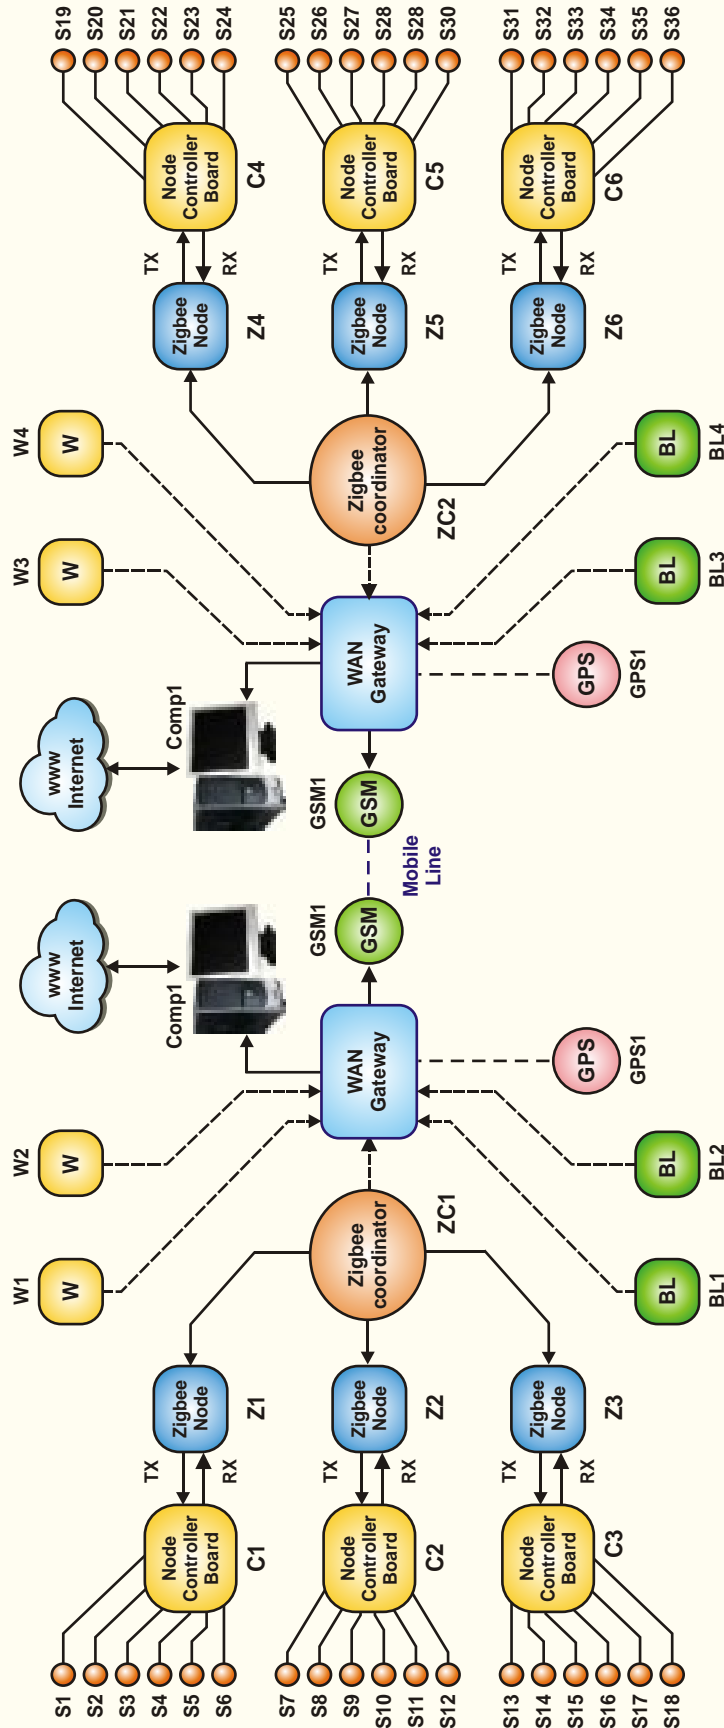 S1
S2
S3
S4
S5
S6
Node
Controller
Board
C1
TX
RX
Zigbee
Node
Z1
S7
S8
S9
S10
S11
S12
Node
Controller
Board
C2
TX
RX
Zigbee
Node
Z2
S13
S14
S15
S16
S17
S18
Node
Controller
Board
C3
TX
RX
Zigbee
Node
Z3
Zigbee
coordinator
ZC1
W1
W
W2
W
BL
BL1
BL
BL2
WAN
Gateway
GPS
GPS1
www
Internet
Comp1
GSM1
GSM
Mobile
Line
GSM1
GSM
www
Internet
Comp1
WAN
Gateway
GPS
GPS1
W3
W
W4
W
BL
BL3
BL
BL4
Zigbee
coordinator
ZC2
Zigbee
Node
Z4
TX
RX
Node
Controller
Board
C4
S19
S20
S21
S22
S23
S24
Zigbee
Node
Z5
TX
RX
Node
Controller
Board
C5
S25
S26
S27
S28
S28
S30
Zigbee
Node
Z6
TX
RX
Node
Controller
Board
C6
S31
S32
S33
S34
S35
S36